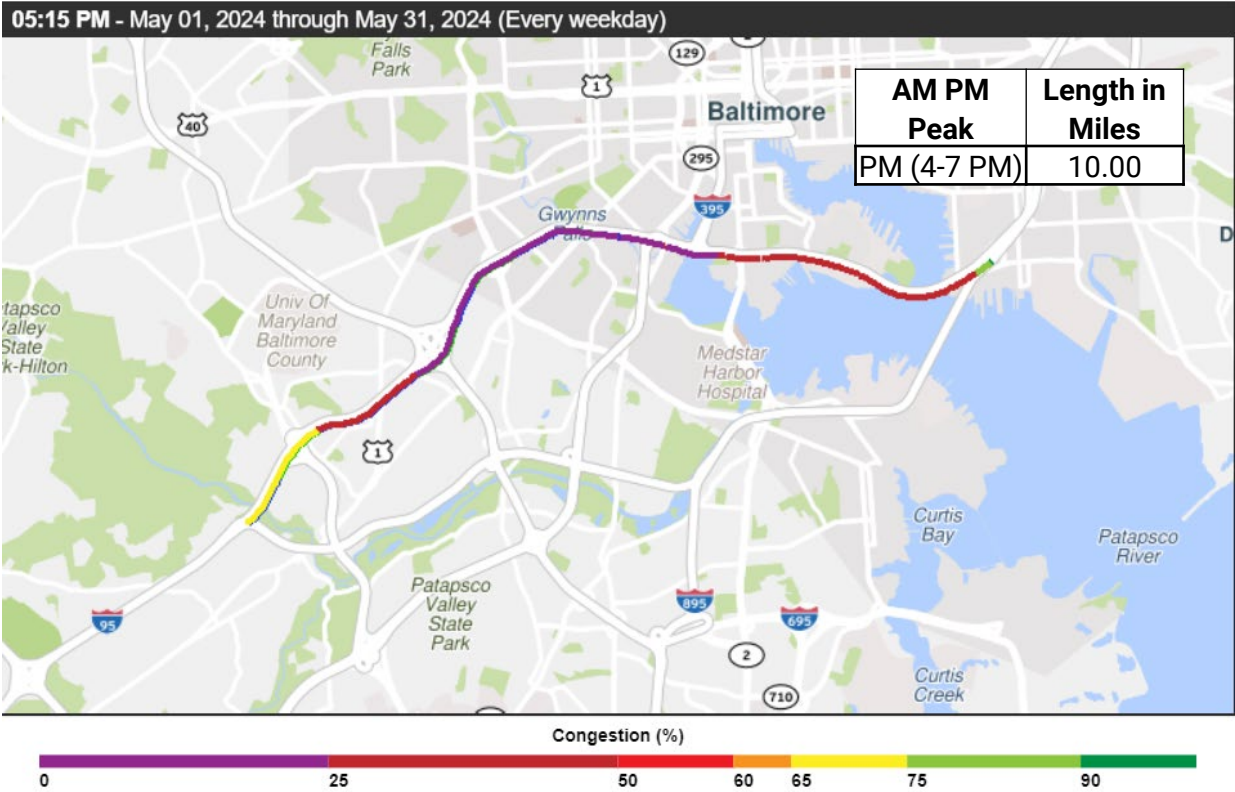 05:15 PM - May 01, 2024 through May 31, 2024 (Every weekday)
Falls
Park
129
1
40
Baltimore
AM PM
Peak
Length in
Miles
PM (4-7 PM)
10.00
295
395
Gwynns
Falls
D
Univ Of
Maryland
Baltimore
County
tapsco
Valley
State
k-Hilton
Medstar
Harbor
Hospital
1
Curtis
Bay
Patapsco
River
Patapsco
Valley
State
Park
95
895
695
2
710
Curtis
Creek
Congestion (%)
0 25 50 60 65 75 90